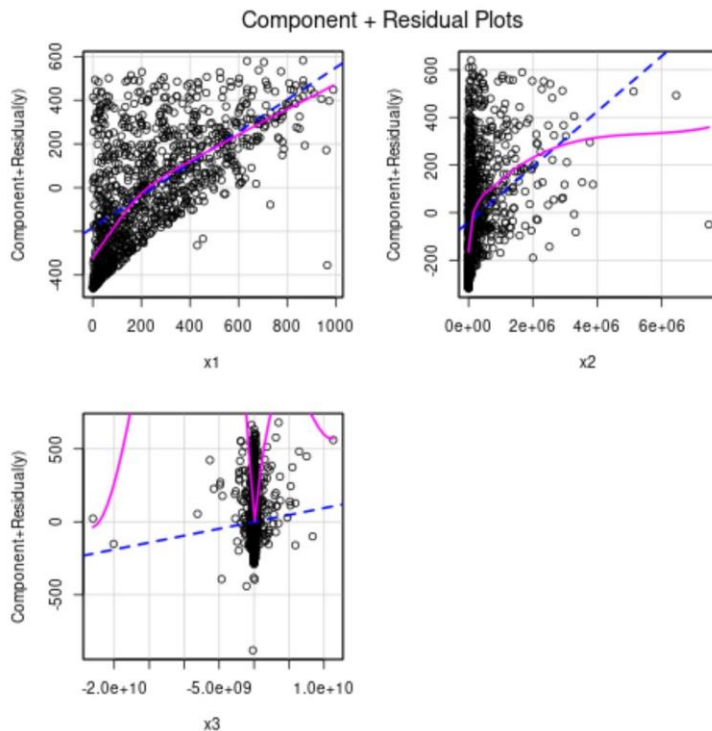 Component + Residual Plots
Component+Residual(y)
600
400
200
0
-400
0 200 400 600 800 1000
x1
Component+Residual(y)
600
400
200
0
-200
0e+00 2e+06 4e+06 6e+06
x2
Component+Residual(y)
500
0
-500
-2.0e+10 -5.0e+09 1.0e+10
x3